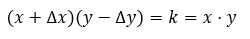 (x + Δx)(y − Δy) = k = x ⋅ y